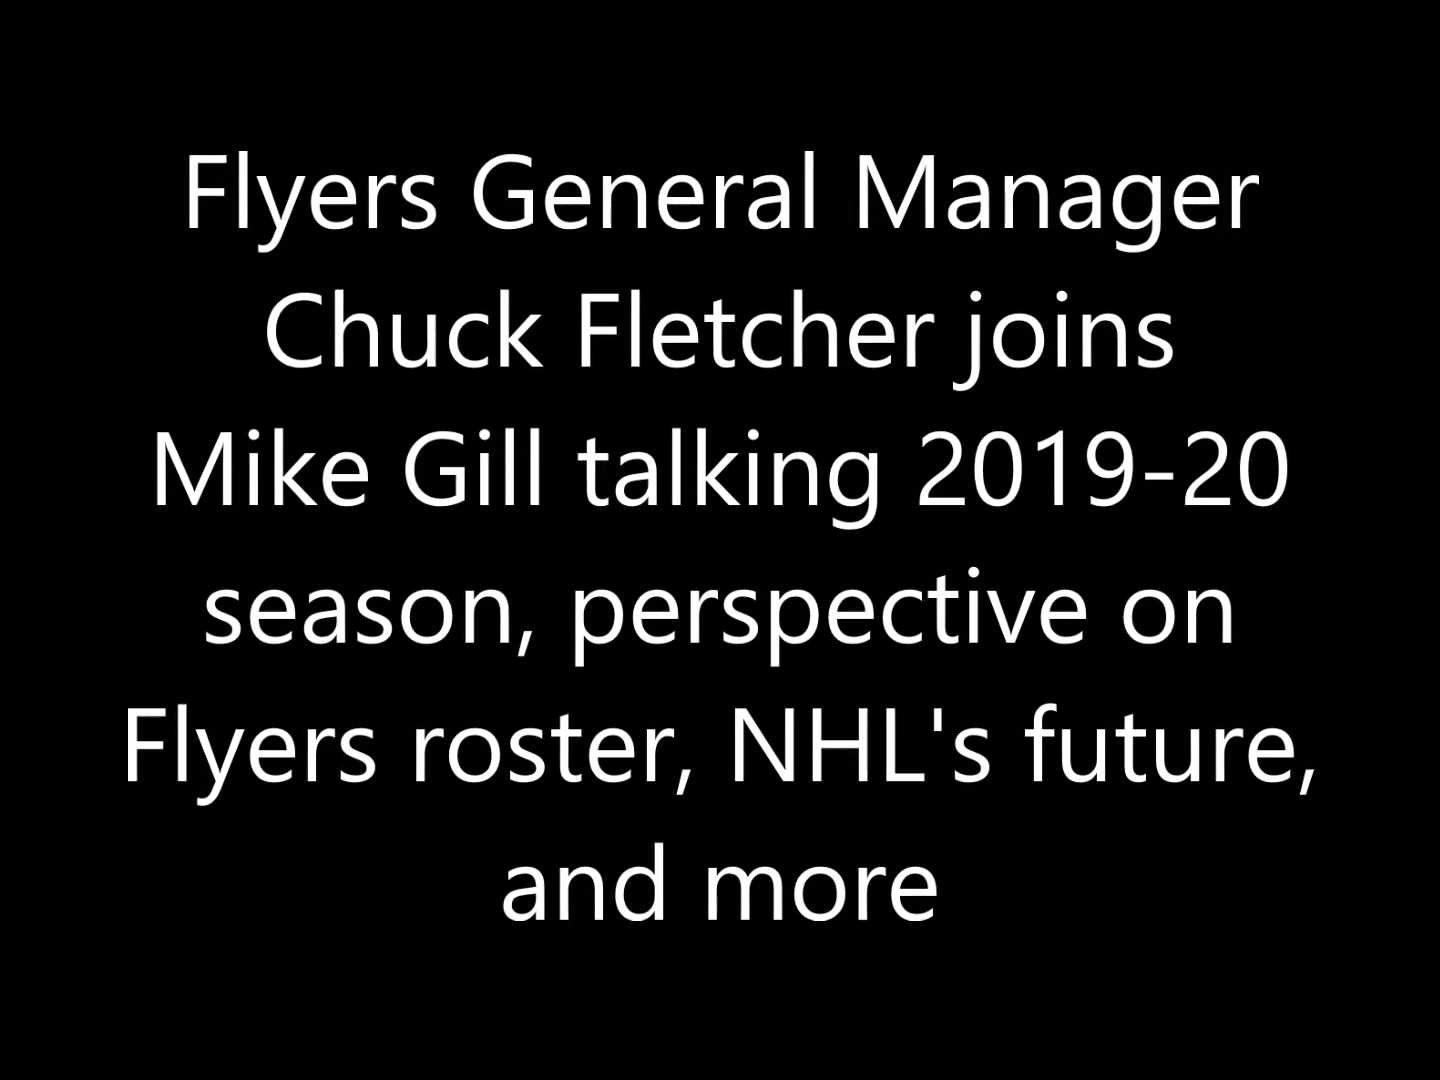 Flyers General Manager
Chuck Fletcher joins
Mike Gill talking 2019-20
season, perspective on
Flyers roster, NHL's future,
and more